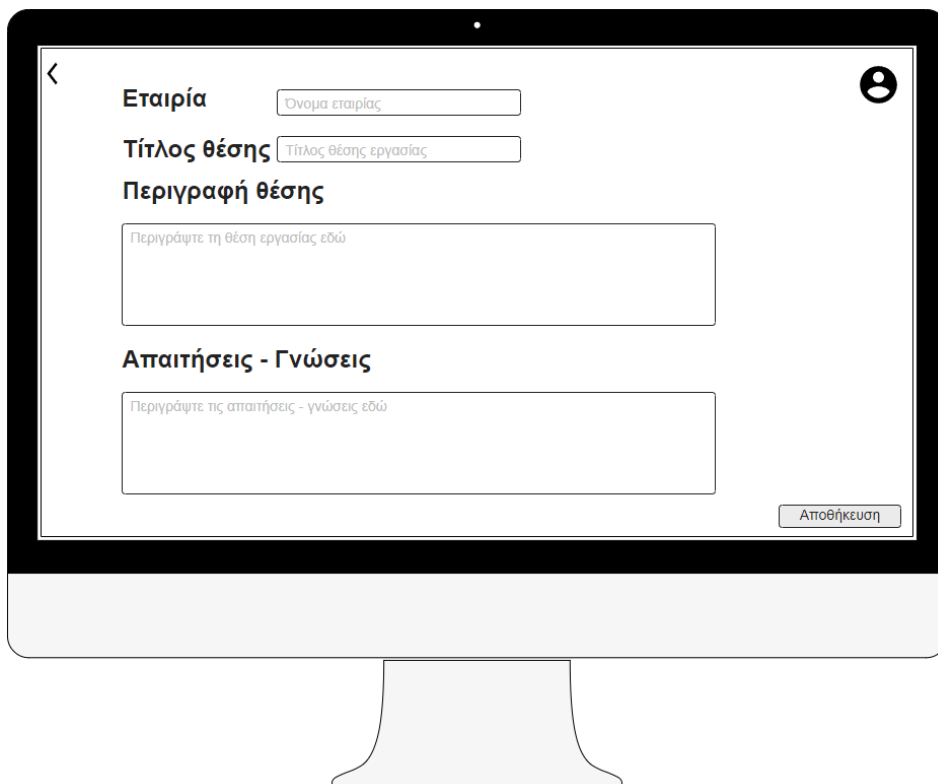 Εταιρία
Όνομα εταιρίας
Τίτλος θέσης
Τίτλος θέσης εργασίας
Περιγραφή θέσης
Περιγράψτε τη θέση εργασίας εδώ
Απαιτήσεις - Γνώσεις
Περιγράψτε τις απαιτήσεις - γνώσεις εδώ
Αποθήκευση